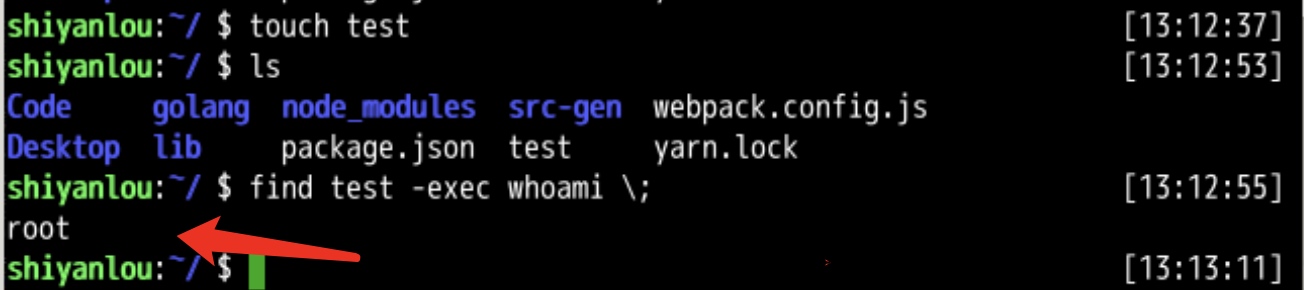 shiyanlou:~/ $ touch test [13:12:37]
shiyanlou:~/ $ ls [13:12:53]
Code golang node_modules src-gen webpack.config.js
Desktop lib package.json test yarn.lock
shiyanlou:~/ $ find test -exec whoami \; [13:12:55]
root
shiyanlou:~/ $ [13:13:11]